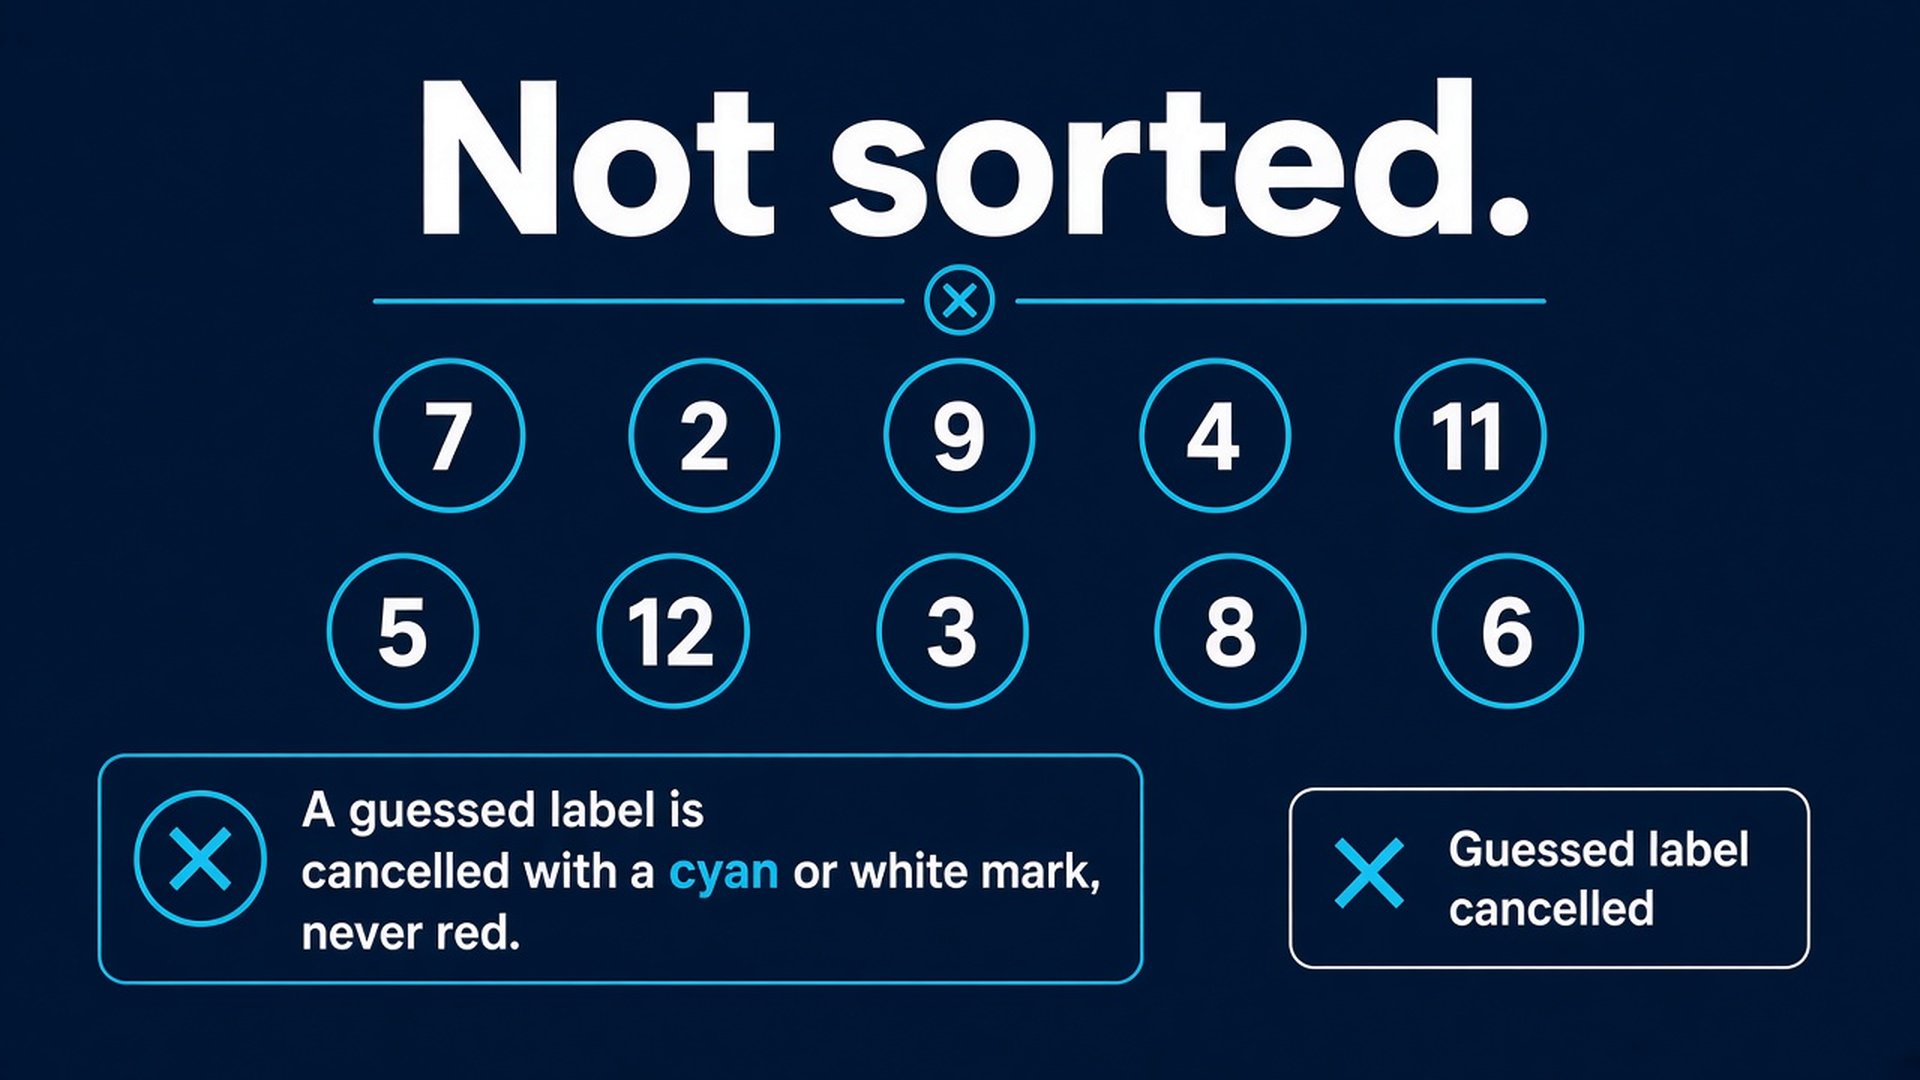 Not sorted.
7 2 9 4 11
5 12 3 8 6
A guessed label is
cancelled with a cyan or white mark,
never red.
Guessed label
cancelled